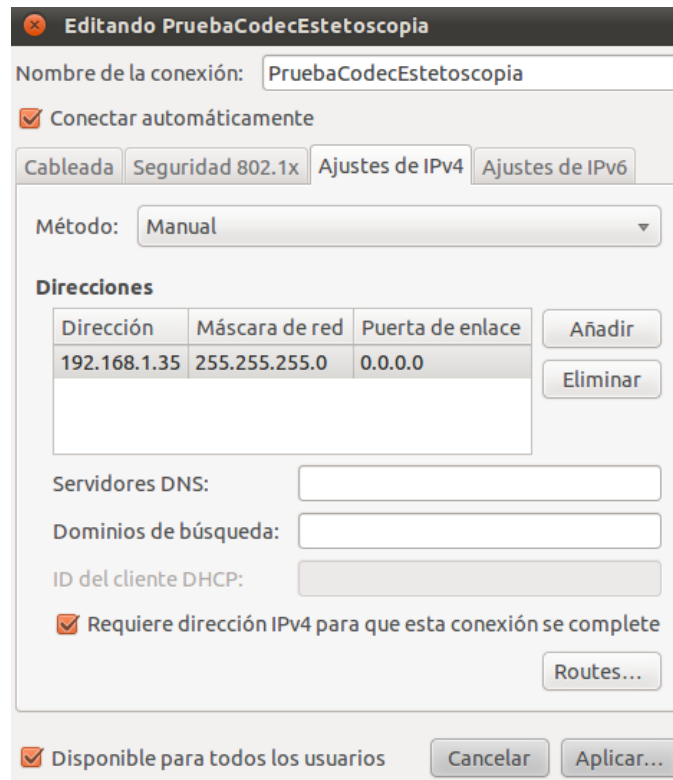 Editando PruebaCodecEstetoscopia
Nombre de la conexión: PruebaCodecEstetoscopia
Conectar automáticamente
Cableada Seguridad 802.1x Ajustes de IPv4 Ajustes de IPv6
Método: Manual
Direcciones
Dirección Máscara de red Puerta de enlace Añadir
192.168.1.35 255.255.255.0 0.0.0.0
Eliminar
Servidores DNS:
Dominios de búsqueda:
ID del cliente DHCP:
Requiere dirección IPv4 para que esta conexión se complete
Routes…
Disponible para todos los usuarios Cancelar Aplicar…